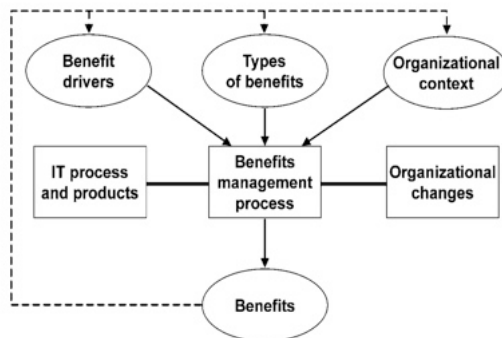 Benefit
drivers
Types
of benefits
Organizational
context
IT process
and products
Benefits
management
process
Organizational
changes
Benefits